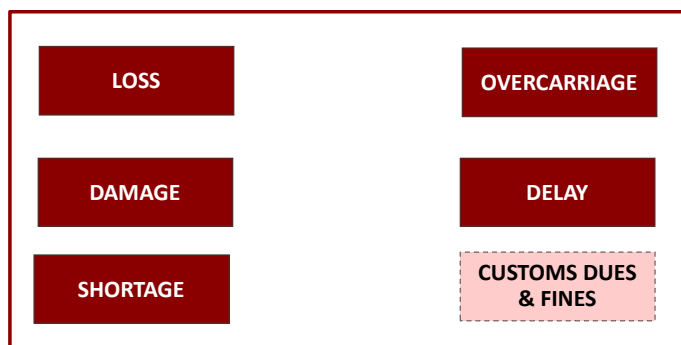 LOSS
OVERCARRIAGE
DAMAGE
DELAY
SHORTAGE
CUSTOMS DUES
& FINES